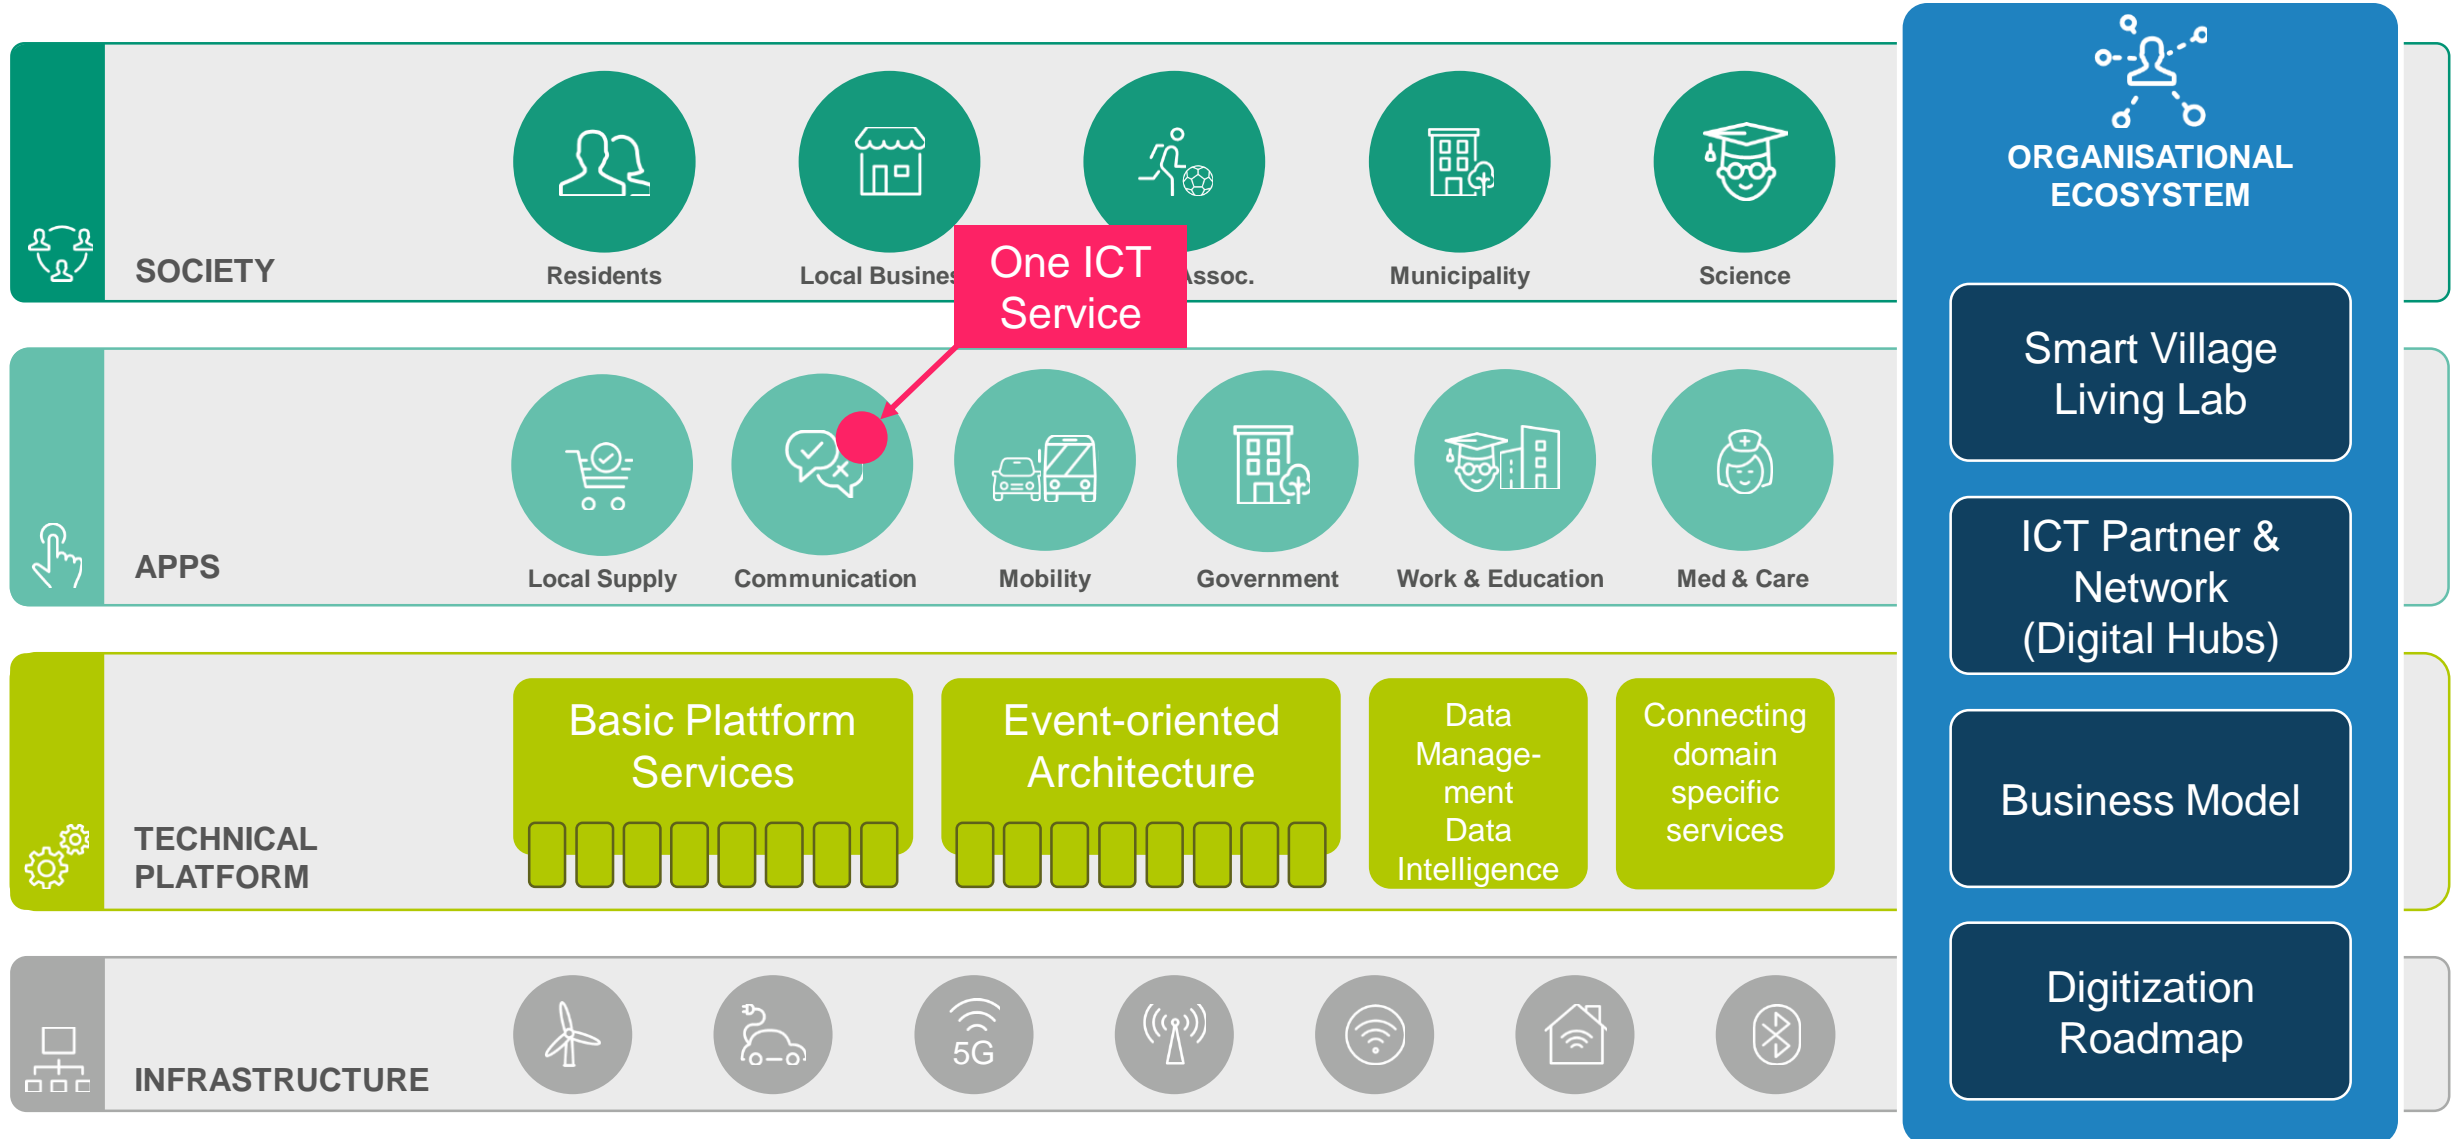 SOCIETY
Residents
Local Busines
One ICT
Service
ssoc.
Municipality
Science
APPS
Local Supply
Communication
Mobility
Government
Work & Education
Med & Care
TECHNICAL
PLATFORM
Basic Plattform
Services
Event-oriented
Architecture
Data
Manage-
ment
Data
Intelligence
Connecting
domain
specific
services
INFRASTRUCTURE
5G
ORGANISATIONAL
ECOSYSTEM
Smart Village
Living Lab
ICT Partner &
Network
(Digital Hubs)
Business Model
Digitization
Roadmap